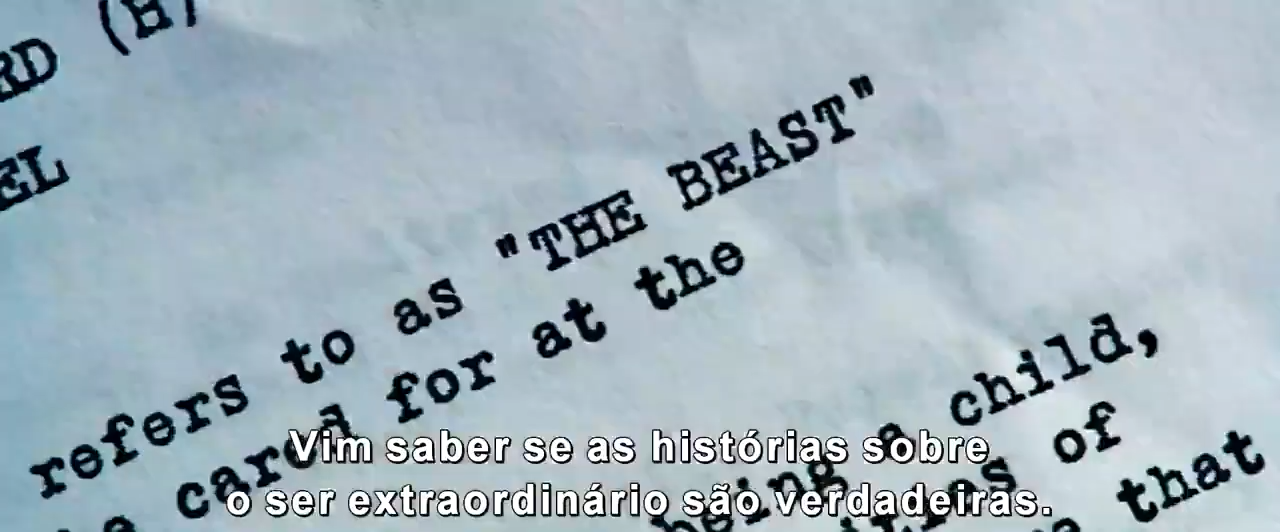 RD (H)
EL
refers to as "THE BEAST"
cared for at the
being a child,
of
that
Vim saber se as histórias sobre
o ser extraordinário são verdadeiras.